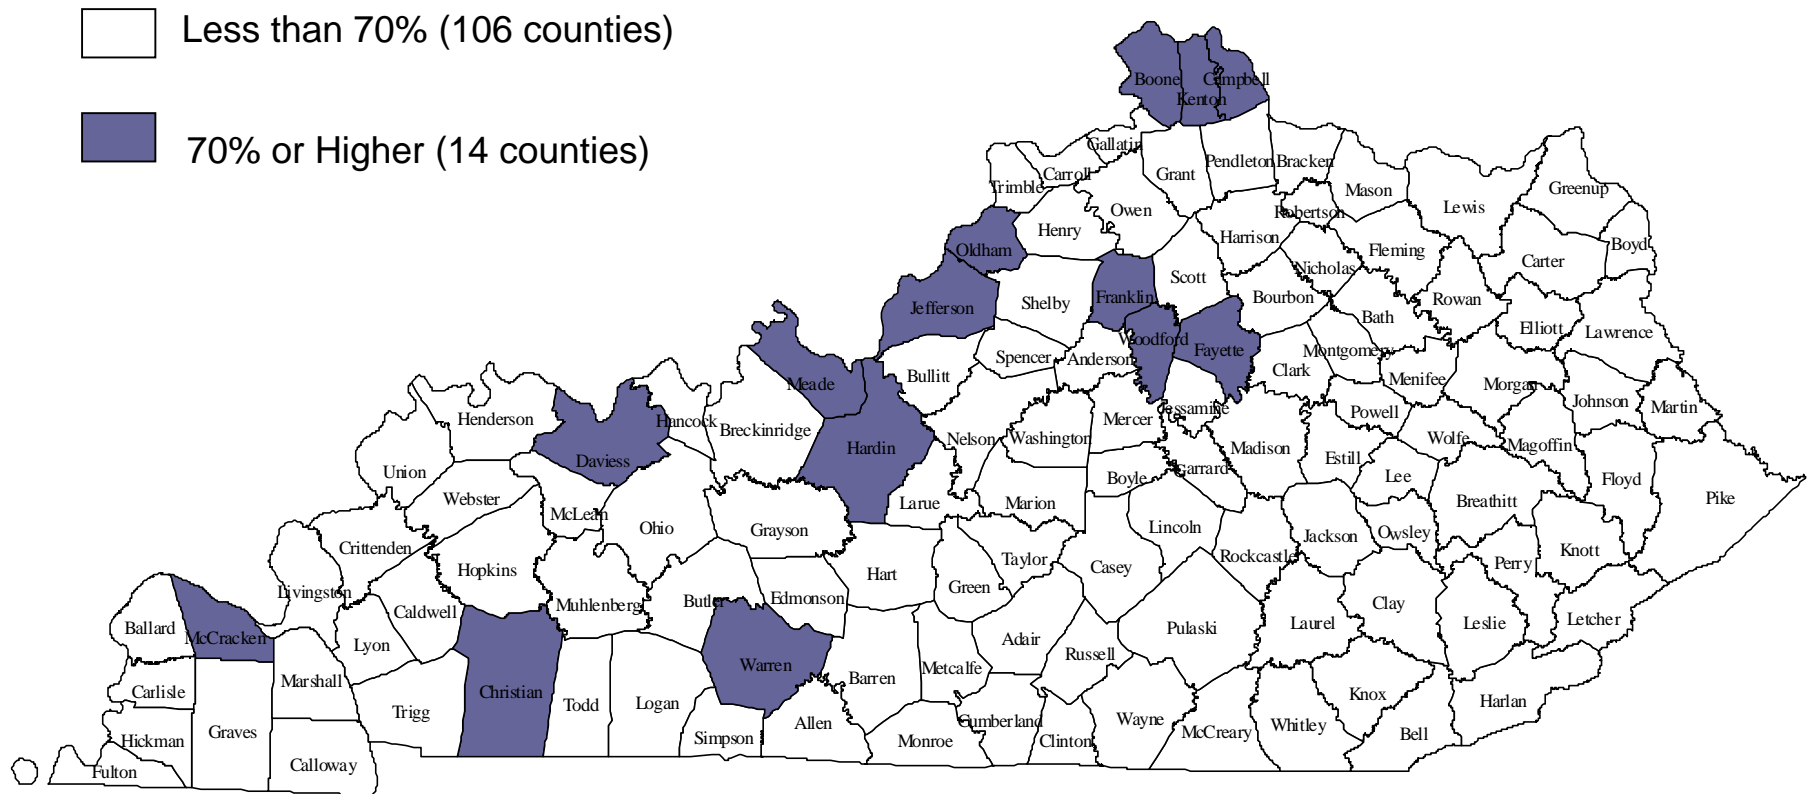 Less than 70% (106 counties)
70% or Higher (14 counties)
Boone
Campbell
Kenton
Gallatin
Carroll
Trimble
Grant
Pendleton
Bracken
Mason
Robertson
Lewis
Greenup
Owen
Henry
Oldham
Harrison
Fleming
Boyd
Carter
Nicholas
Scott
Franklin
Bourbon
Rowan
Shelby
Jefferson
Bath
Elliott
Lawrence
Woodford
Fayette
Montgomery
Spencer
Anderson
Bullitt
Clark
Menifee
Morgan
Meade
Johnson
Martin
Jessamine
Powell
Henderson
Hancock
Breckinridge
Mercer
Nelson
Washington
Wolfe
Magoffin
Hardin
Madison
Estill
Daviess
Union
Garrard
Lee
Boyle
Floyd
Pike
Webster
Larue
Marion
Breathitt
McLean
Ohio
Grayson
Lincoln
Jackson
Owsley
Crittenden
Rockcastle
Knott
Hopkins
Hart
Taylor
Casey
Perry
Green
Livingston
Caldwell
Muhlenberg
Butler
Edmonson
Clay
Ballard
McCracken
Lyon
Adair
Pulaski
Laurel
Leslie
Letcher
Russell
Warren
Metcalfe
Barren
Marshall
Carlisle
Christian
Trigg
Todd
Logan
Knox
Harlan
Allen
Cumberland
Wayne
Whitley
McCreary
Bell
Graves
Hickman
Simpson
Monroe
Clinton
Calloway
Fulton